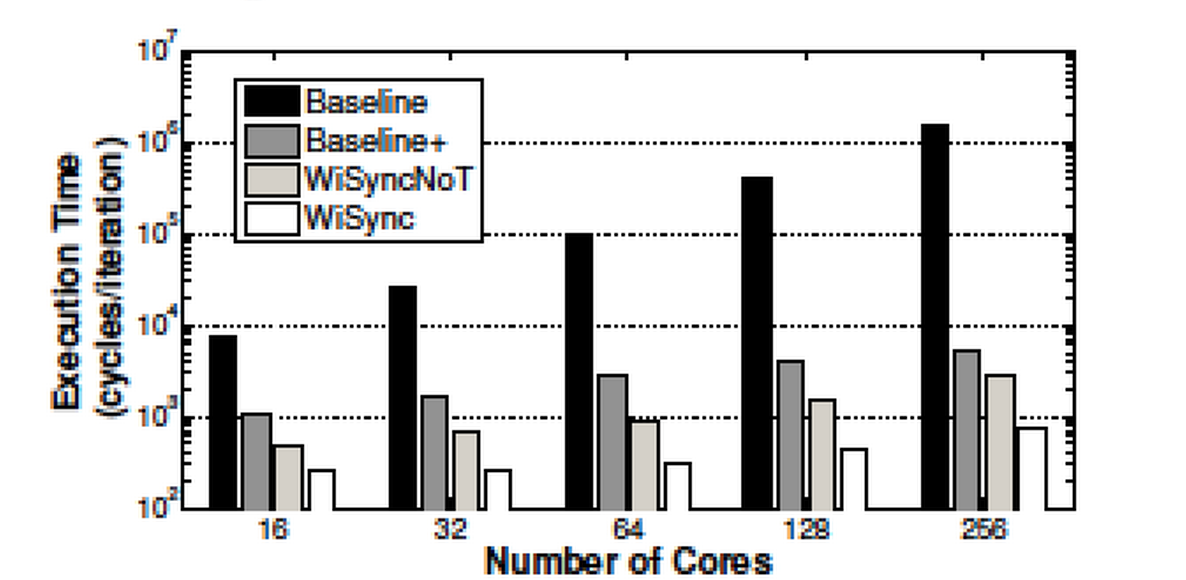 10^7
10^6
10^5
10^4
10^3
10^2
Execution Time
(cycles/iteration)
Baseline
Baseline+
WiSyncNoT
WiSync
16 32 64 128 256
Number of Cores